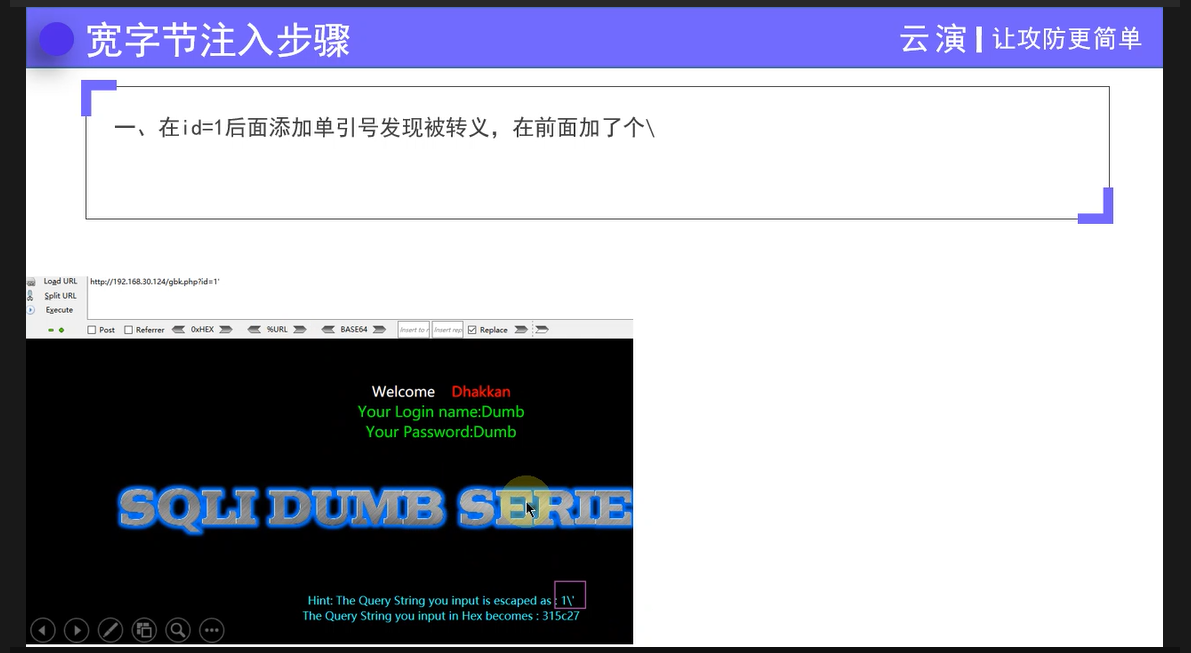 宽字节注入步骤
云演 | 让攻防更简单
一、在id=1后面添加单引号发现被转义，在前面加了个\
Load URL http://192.168.30.124/gbk.php?id=1'
Split URL
Execute
Post Referrer 0xHEX %URL BASE64 Insert to Insert rep Replace
Welcome Dhakkan
Your Login name:Dumb
Your Password:Dumb
SQLI DUMB SERIE
Hint: The Query String you input is escaped as : 1\'
The Query String you input in Hex becomes : 315c27